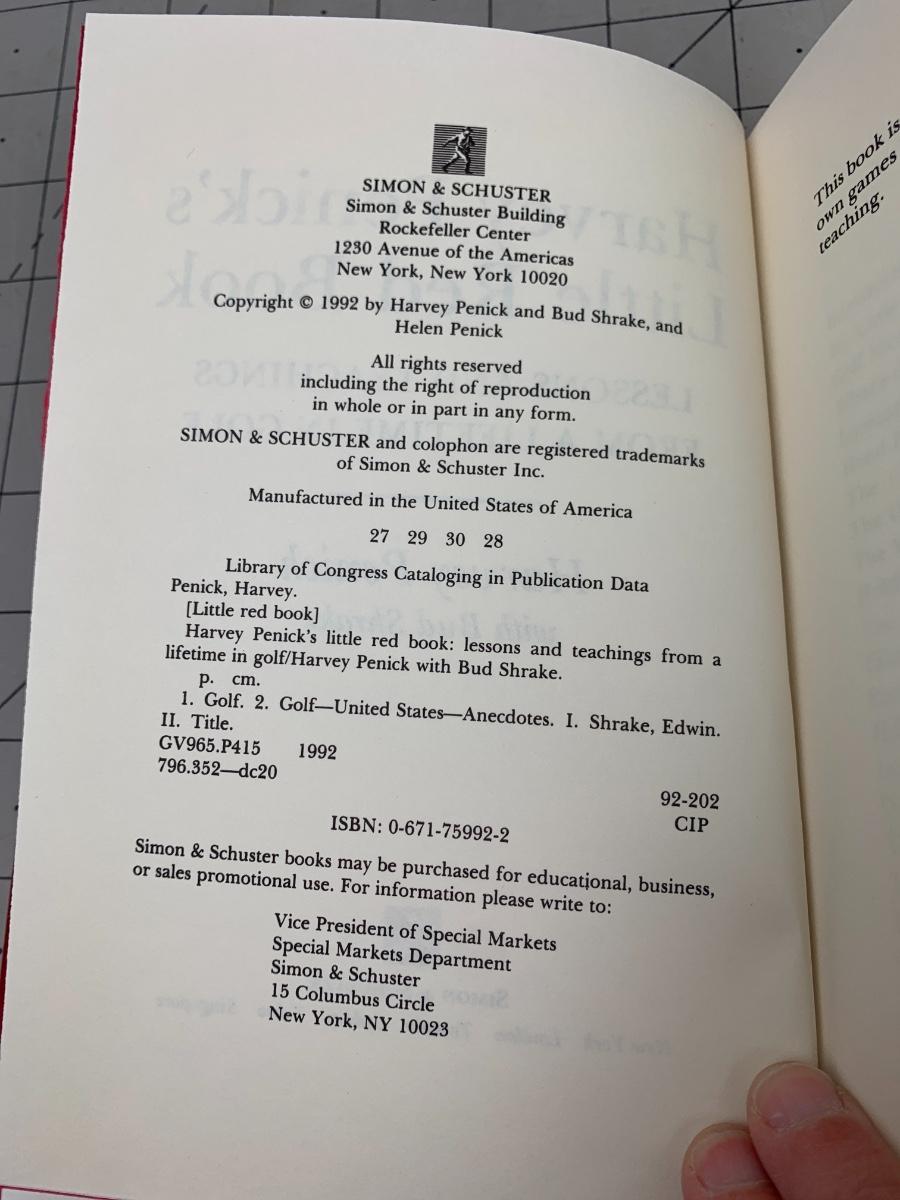 SIMON & SCHUSTER
Simon & Schuster Building
Rockefeller Center
1230 Avenue of the Americas
New York, New York 10020
Copyright © 1992 by Harvey Penick and Bud Shrake, and
Helen Penick
All rights reserved
including the right of reproduction
in whole or in part in any form.
SIMON & SCHUSTER and colophon are registered trademarks
of Simon & Schuster Inc.
Manufactured in the United States of America
27 29 30 28
Library of Congress Cataloging in Publication Data
Penick, Harvey.
[Little red book]
Harvey Penick's little red book: lessons and teachings from a
lifetime in golf/Harvey Penick with Bud Shrake.
p. cm.
1. Golf. 2. Golf—United States—Anecdotes. I. Shrake, Edwin.
II. Title.
GV965.P415 1992
796.352—dc20
92-202
CIP
ISBN: 0-671-75992-2
Simon & Schuster books may be purchased for educational, business,
or sales promotional use. For information please write to:
Vice President of Special Markets
Special Markets Department
Simon & Schuster
15 Columbus Circle
New York, NY 10023
This book is
own games
teaching.